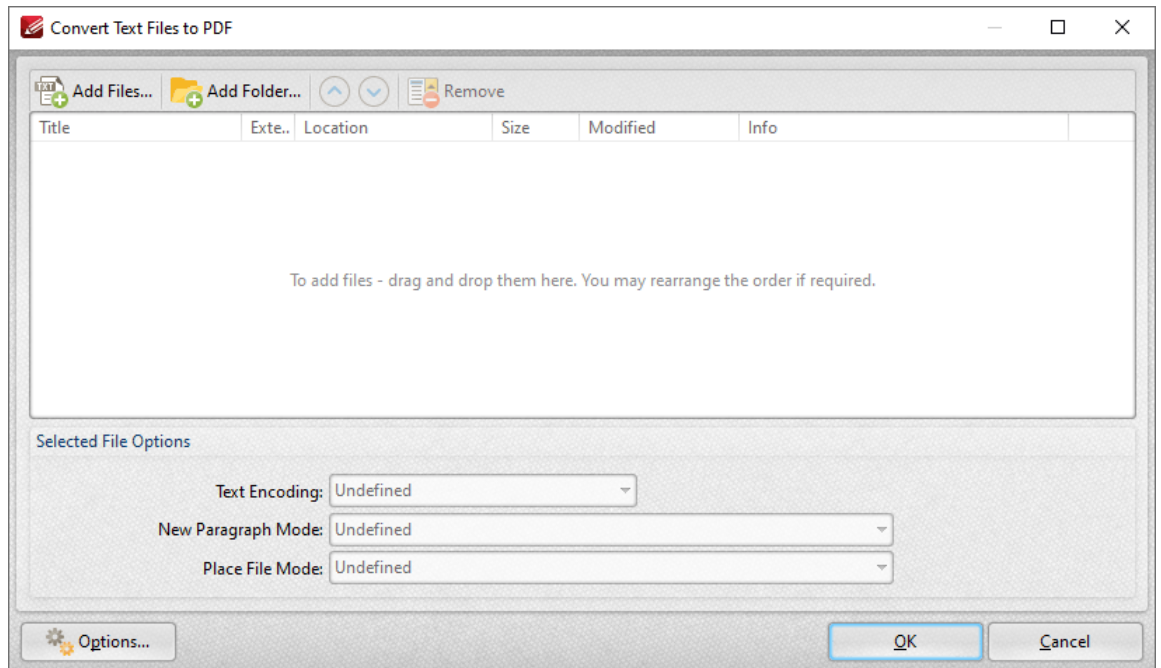 Convert Text Files to PDF
TXT Add Files... Add Folder... Remove
Title Exte.. Location Size Modified Info
To add files - drag and drop them here. You may rearrange the order if required.
Selected File Options
Text Encoding: Undefined
New Paragraph Mode: Undefined
Place File Mode: Undefined
Options... OK Cancel